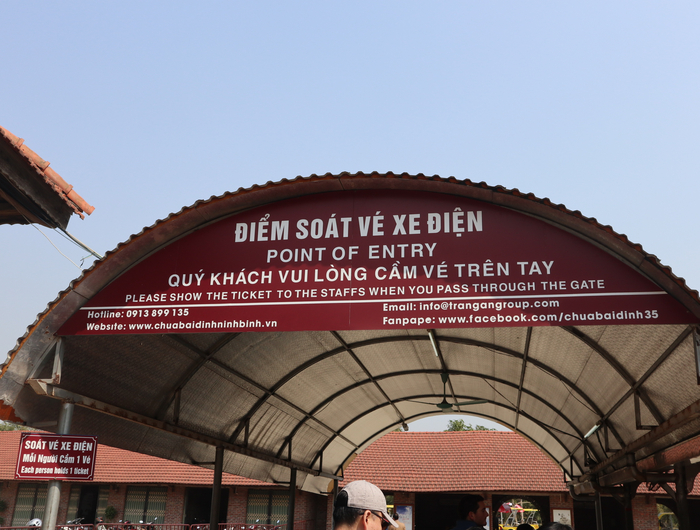 ĐIỂM SOÁT VÉ XE ĐIỆN
POINT OF ENTRY
QUÝ KHÁCH VUI LÒNG CẦM VÉ TRÊN TAY
PLEASE SHOW THE TICKET TO THE STAFFS WHEN YOU PASS THROUGH THE GATE
Hotline: 0913 899 135
Email: info@trangangroup.com
Website: www.chuabaidinhninhbinh.vn
Fanpape: www.facebook.com/chuabaidinh35
SOÁT VÉ XE ĐIỆN
Mỗi Người Cầm 1 Vé
Each person holds 1 ticket